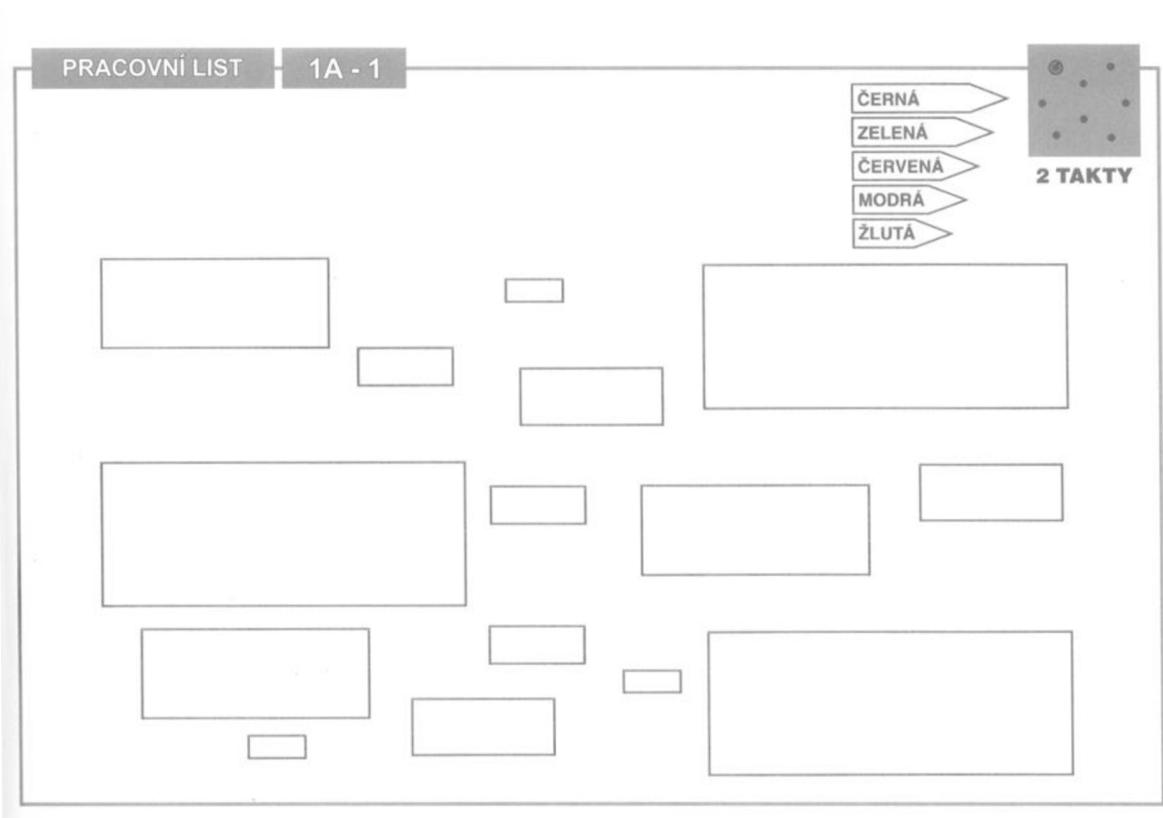 PRACOVNÍ LIST 1A - 1
ČERNÁ
ZELENÁ
ČERVENÁ
MODRÁ
ŽLUTÁ
2 TAKTY